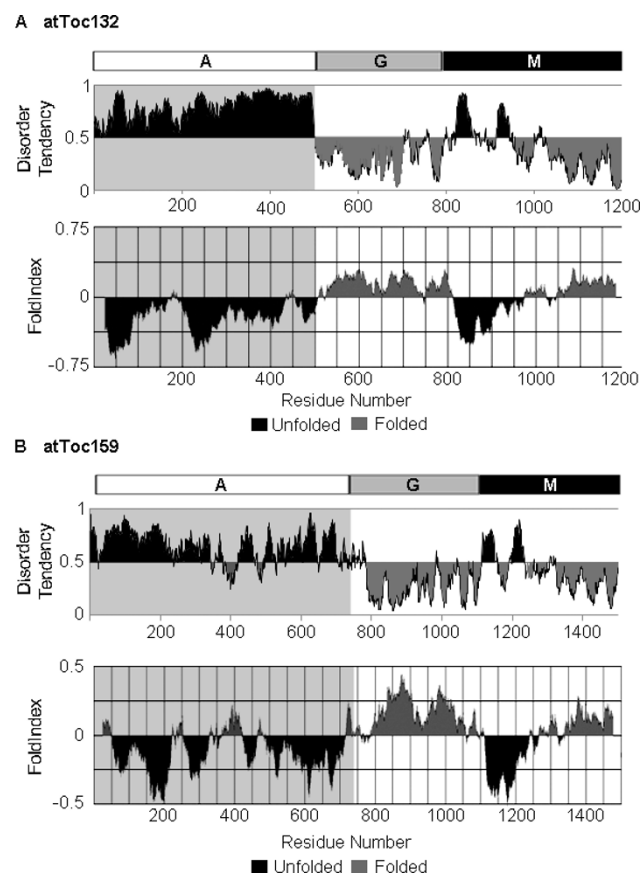 A atToc132
A G M
1
0.5
0
Disorder
Tendency
200 400 600 800 1000 1200
0.75
0
-0.75
FoldIndex
200 400 600 800 1000 1200
Residue Number
Unfolded Folded
B atToc159
A G M
1
0.5
0
Disorder
Tendency
200 400 600 800 1000 1200 1400
0.5
0
-0.5
FoldIndex
200 400 600 800 1000 1200 1400
Residue Number
Unfolded Folded